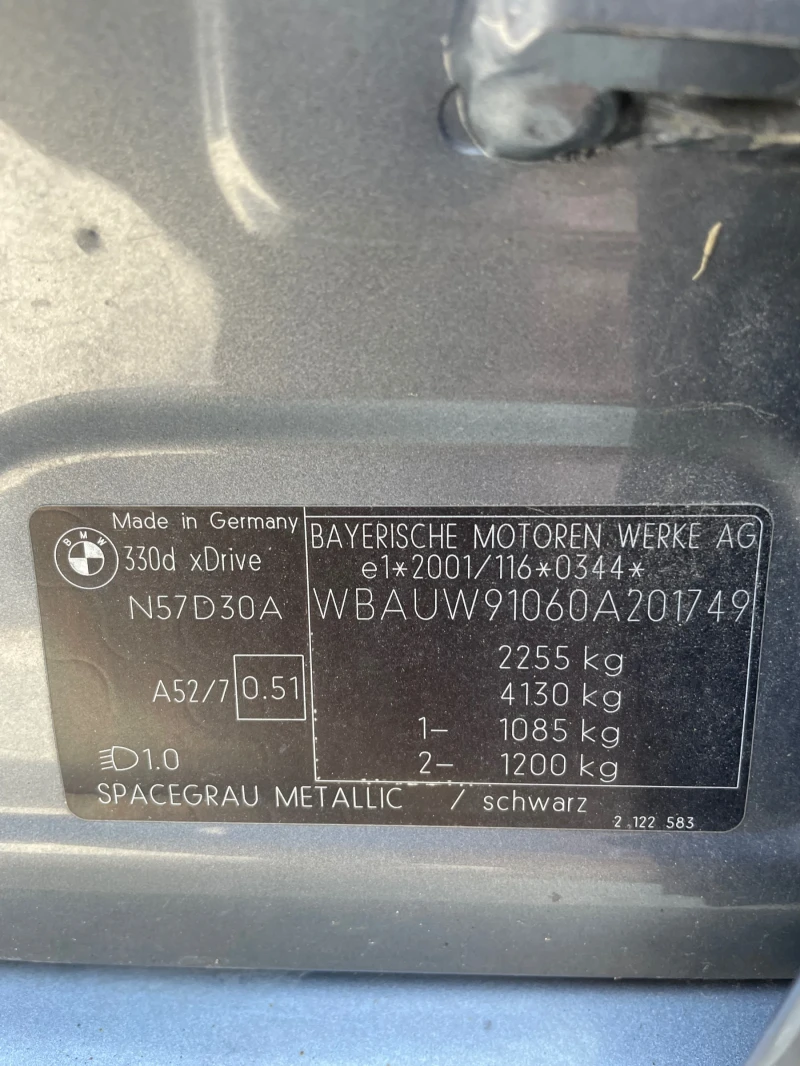 BMW
Made in Germany
330d xDrive
N57D30A
A52/7 0.51
1.0
BAYERISCHE MOTOREN WERKE AG
e1*2001/116*0344*
WBAUW91060A201749
2255 kg
4130 kg
1– 1085 kg
2– 1200 kg
SPACEGRAU METALLIC / schwarz
2 122 583